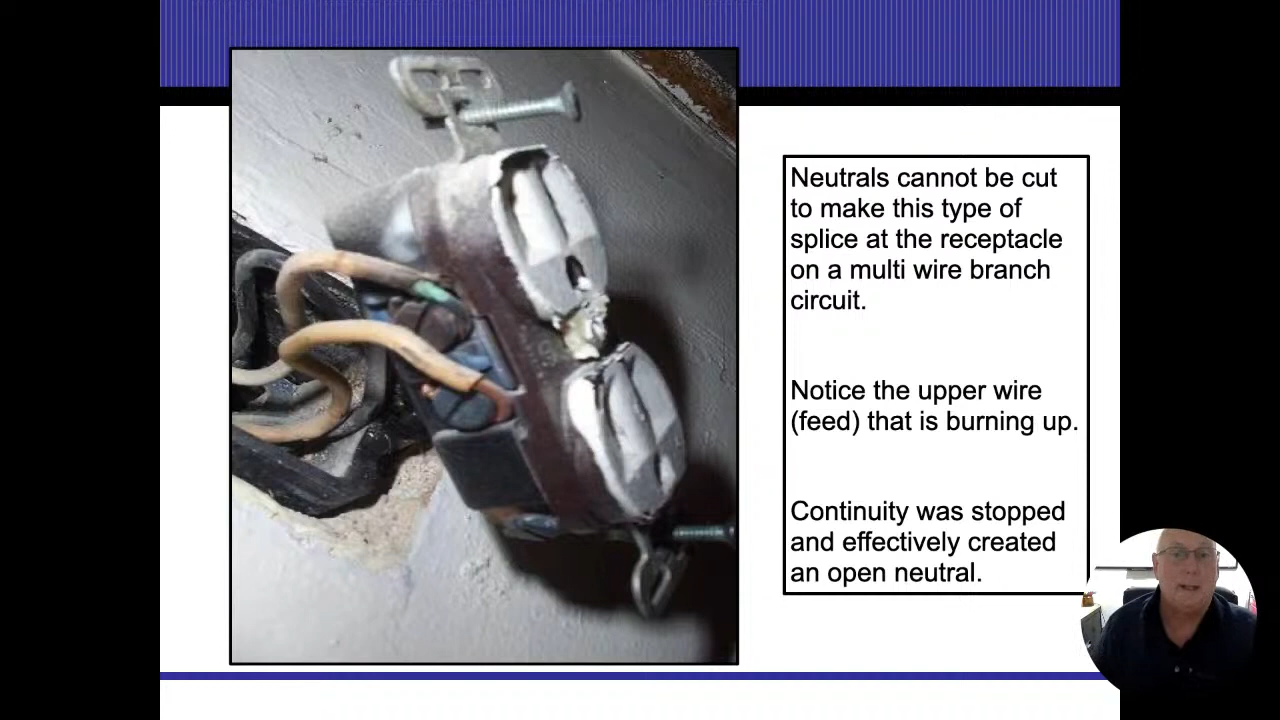 Neutrals cannot be cut
to make this type of
splice at the receptacle
on a multi wire branch
circuit.
Notice the upper wire
(feed) that is burning up.
Continuity was stopped
and effectively created
an open neutral.